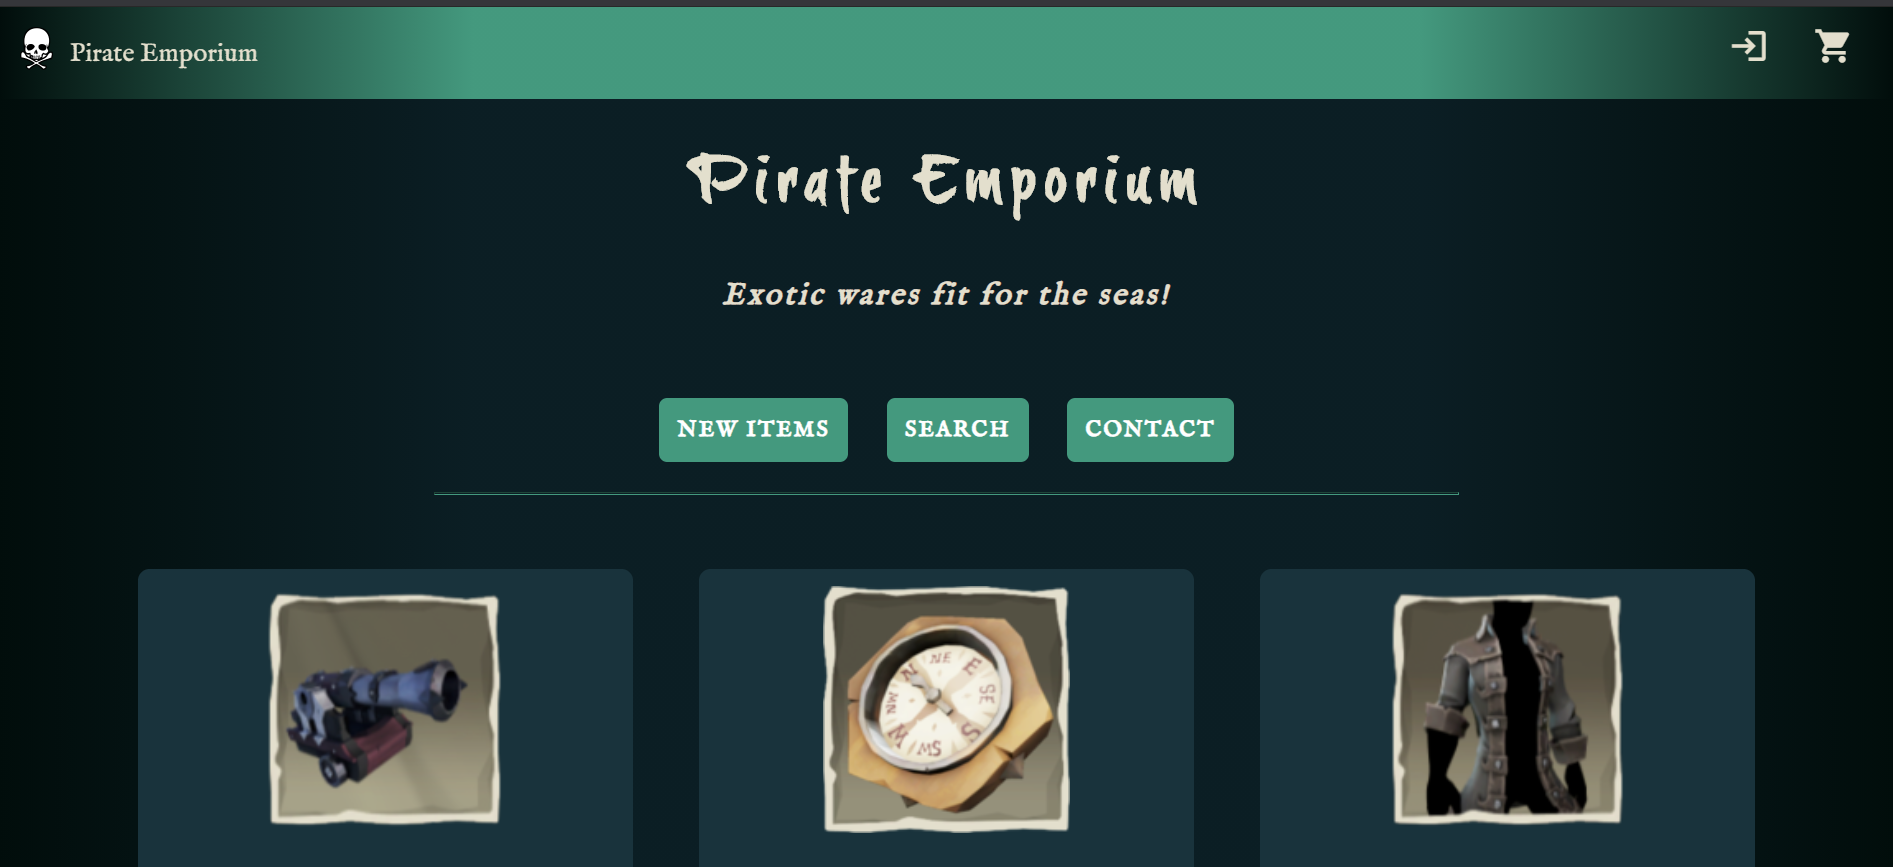 Pirate Emporium
Pirate Emporium
Exotic wares fit for the seas!
NEW ITEMS
SEARCH
CONTACT
N NE E SE S SW W NW